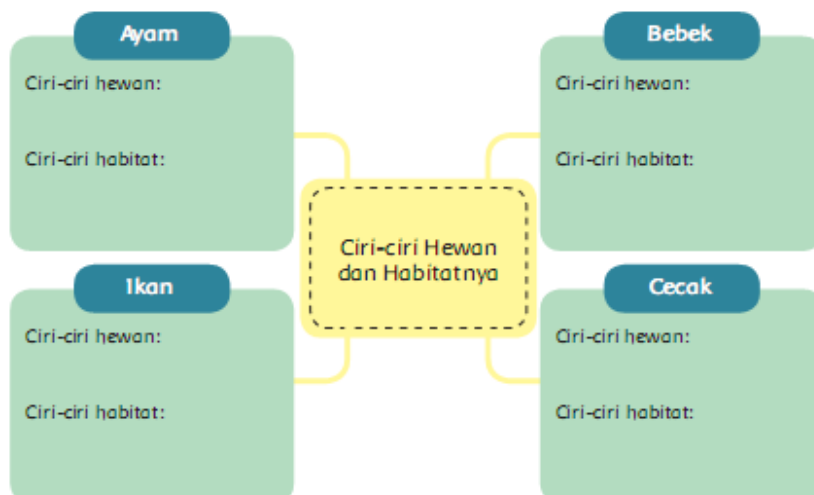 Ayam
Ciri-ciri hewan:
Ciri-ciri habitat:
Bebek
Ciri-ciri hewan:
Ciri-ciri habitat:
Ciri-ciri Hewan
dan Habitatnya
Ikan
Ciri-ciri hewan:
Ciri-ciri habitat:
Cecak
Ciri-ciri hewan:
Ciri-ciri habitat: